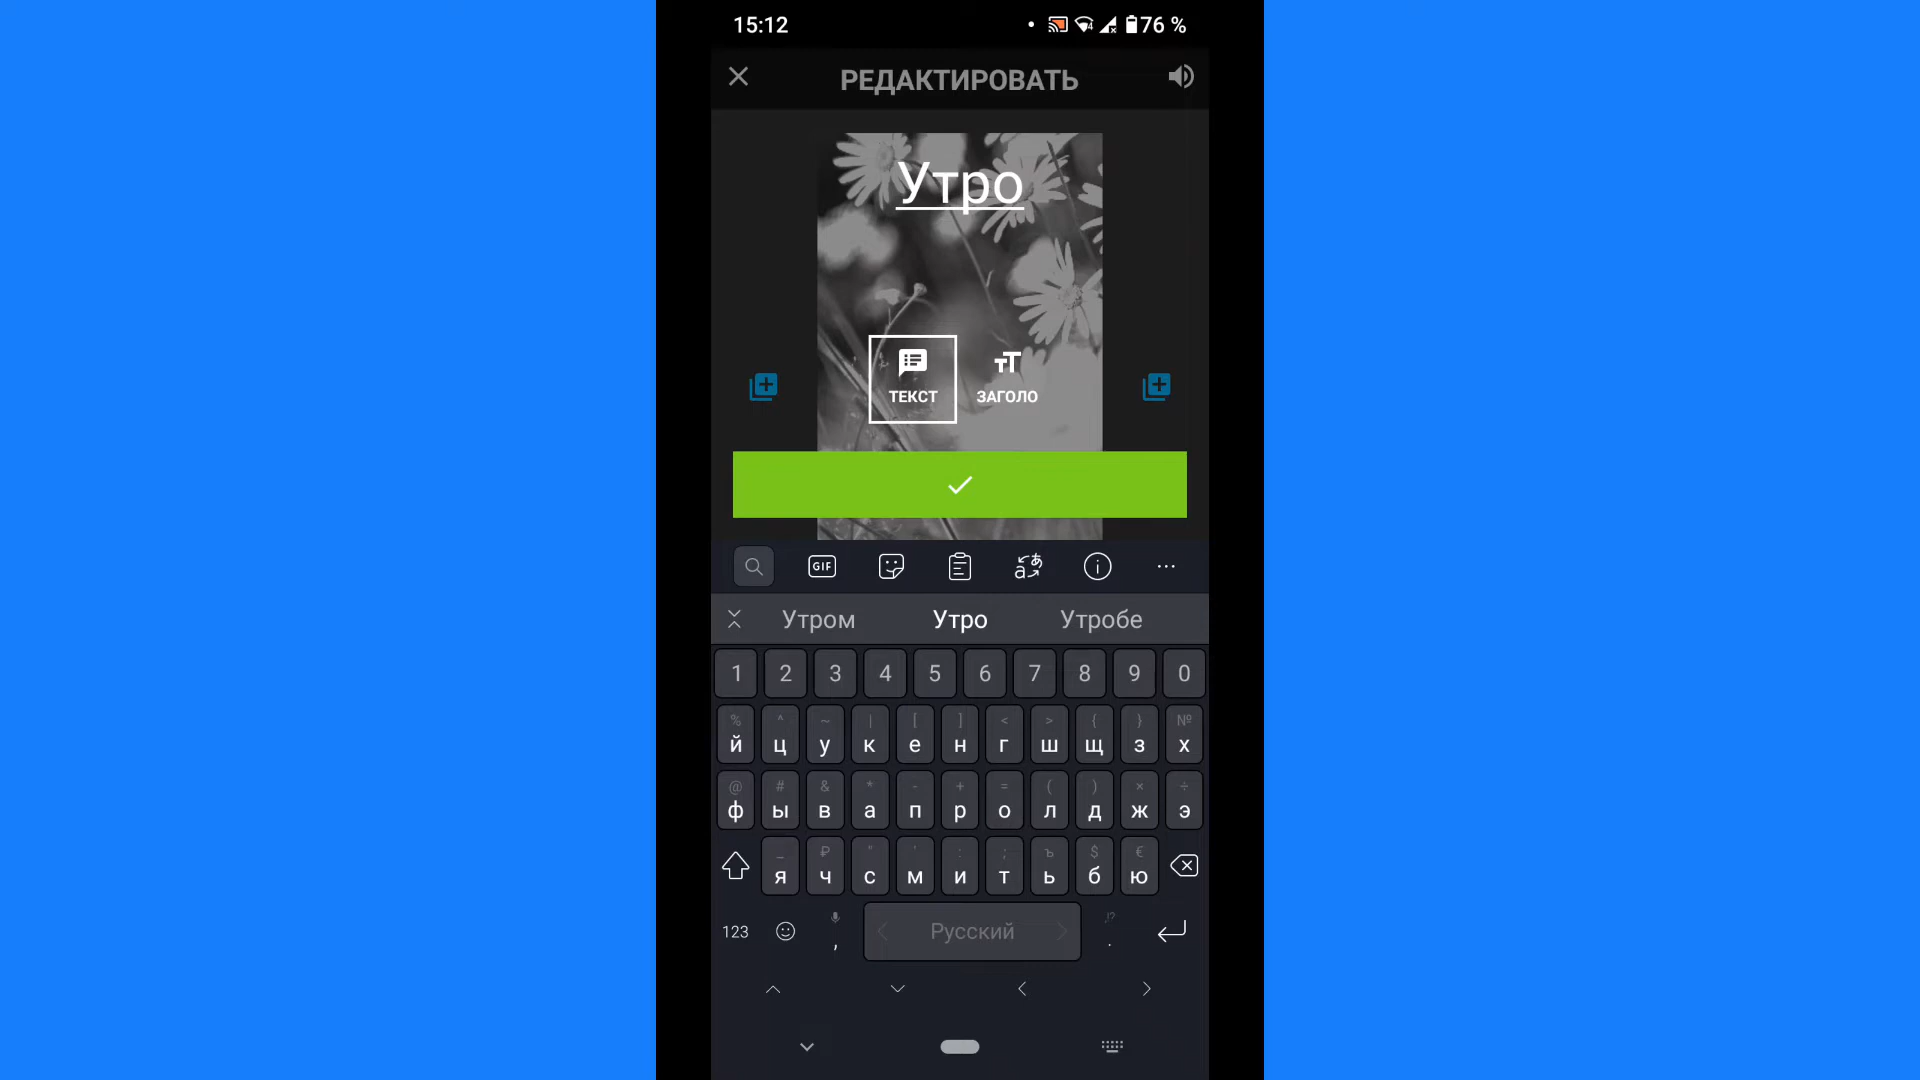 15:12 76 %
РЕДАКТИРОВАТЬ
Утро
ТЕКСТ ЗАГОЛО
GIF
Утром Утро Утробе
1 2 3 4 5 6 7 8 9 0
% ^ ~ | [ ] < > { } №
й ц у к е н г ш щ з х
@ # & * - + = ( ) × ÷
ф ы в а п р о л д ж э
_ ₽ " ' : ; ъ $ €
я ч с м и т ь б ю
123 , Русский .
,!?